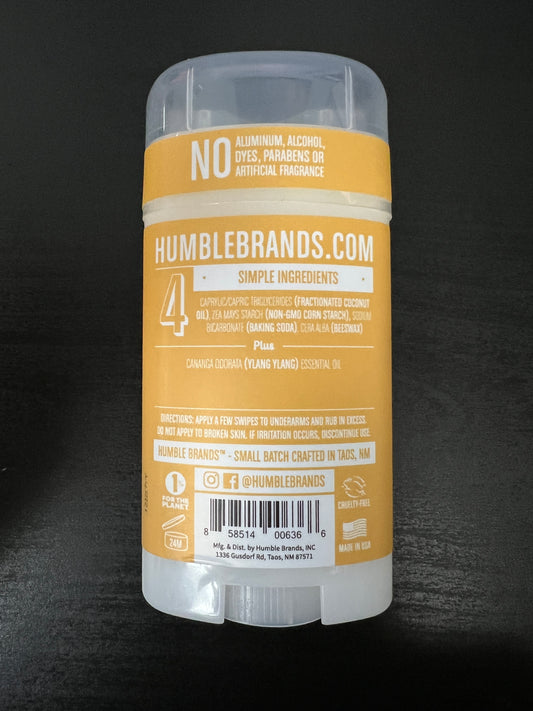 NO ALUMINUM, ALCOHOL,
DYES, PARABENS OR
ARTIFICIAL FRAGRANCE
HUMBLEBRANDS.COM
4 SIMPLE INGREDIENTS
CAPRYLIC/CAPRIC TRIGLYCERIDES (FRACTIONATED COCONUT
OIL), ZEA MAYS STARCH (NON-GMO CORN STARCH), SODIUM
BICARBONATE (BAKING SODA), CERA ALBA (BEESWAX)
Plus
CANANGA ODORATA (YLANG YLANG) ESSENTIAL OIL
DIRECTIONS: APPLY A FEW SWIPES TO UNDERARMS AND RUB IN EXCESS.
DO NOT APPLY TO BROKEN SKIN. IF IRRITATION OCCURS, DISCONTINUE USE.
HUMBLE BRANDS™ - SMALL BATCH CRAFTED IN TAOS, NM
@HUMBLEBRANDS
1%
FOR THE
PLANET
24M
CRUELTY-FREE
MADE IN USA
8 58514 00636 6
Mfg. & Dist. by Humble Brands, INC
1336 Gusdorf Rd, Taos, NM 87571